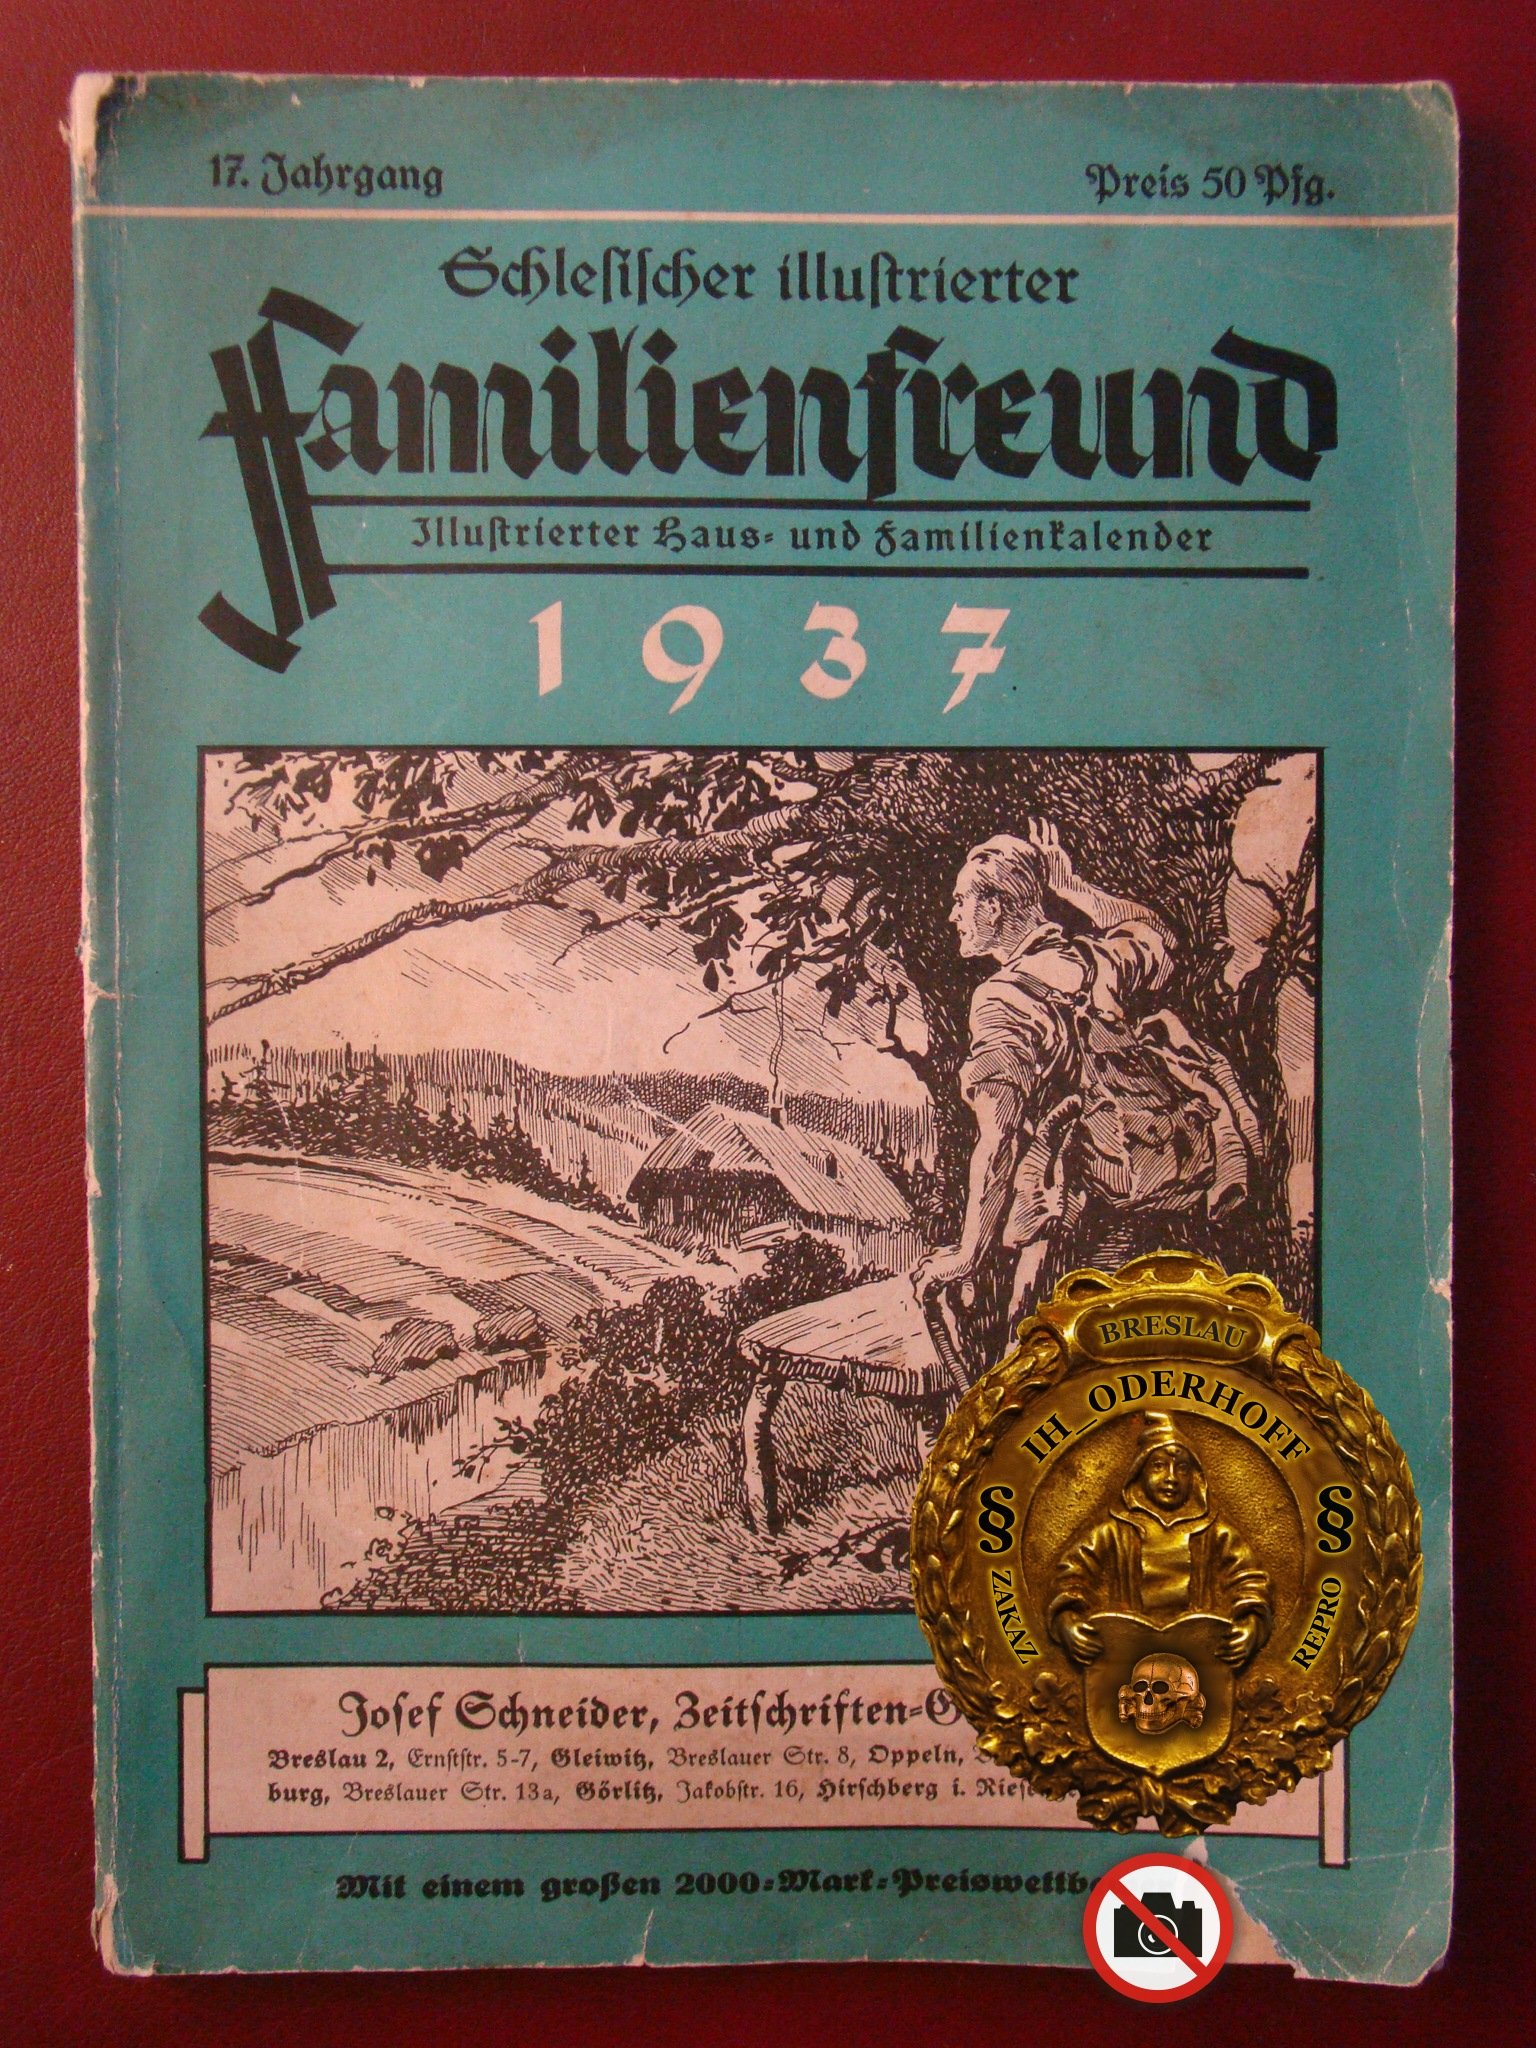 17. Jahrgang
Preis 50 Pfg.
Schlesischer illustrierter
Familienfreund
Illustrierter Haus- und Familienkalender
1937
BRESLAU
IH_ODERHOFF
§ §
ZAKAZ
REPRO
Josef Schneider, Zeitschriften-G
Breslau 2, Ernststr. 5-7, Gleiwitz, Breslauer Str. 8, Oppeln,
burg, Breslauer Str. 13a, Görlitz, Jakobstr. 16, Hirschberg i.
Mit einem großen 2000-Mark-Preiswettb